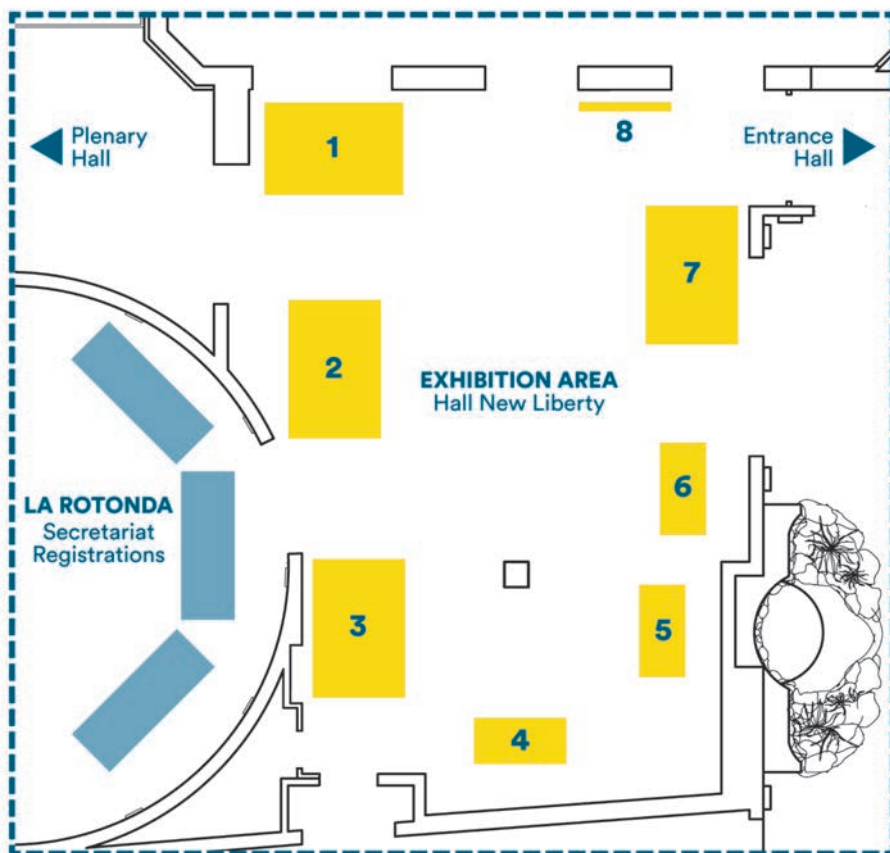 Plenary
Hall
1
8
Entrance
Hall
7
2
EXHIBITION AREA
Hall New Liberty
6
LA ROTONDA
Secretariat
Registrations
3
5
4